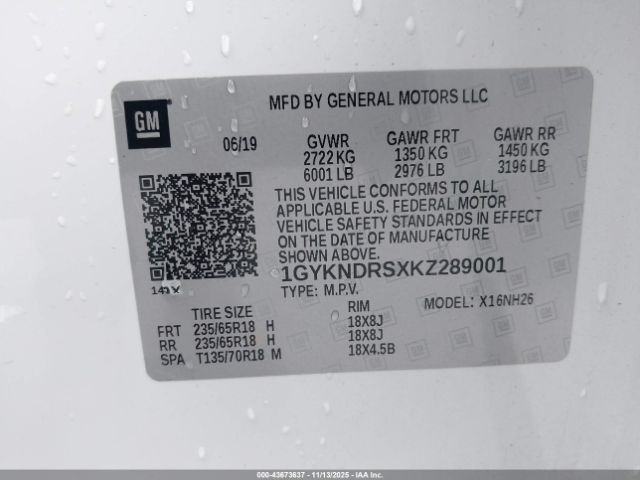 GM
MFD BY GENERAL MOTORS LLC
06/19 GVWR GAWR FRT GAWR RR
2722 KG 1350 KG 1450 KG
6001 LB 2976 LB 3196 LB
THIS VEHICLE CONFORMS TO ALL
APPLICABLE U.S. FEDERAL MOTOR
VEHICLE SAFETY STANDARDS IN EFFECT
ON THE DATE OF MANUFACTURE
SHOWN ABOVE.
1GYKNDRSXKZ289001
TYPE: M.P.V. MODEL: X16NH26
TIRE SIZE RIM
FRT 235/65R18 H 18X8J
RR 235/65R18 H 18X8J
SPA T135/70R18 M 18X4.5B
000-43673637 - 11/13/2025 - IAAI.com